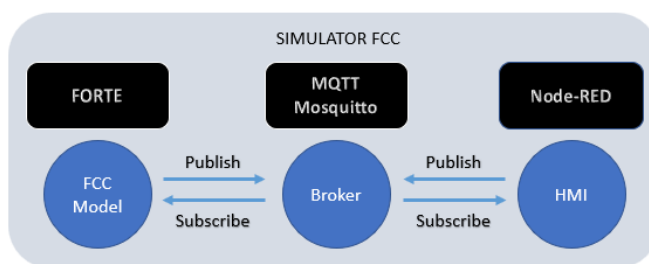 SIMULATOR FCC
FORTE
MQTT
Mosquitto
Node-RED
FCC
Model
Publish
Subscribe
Broker
Publish
Subscribe
HMI